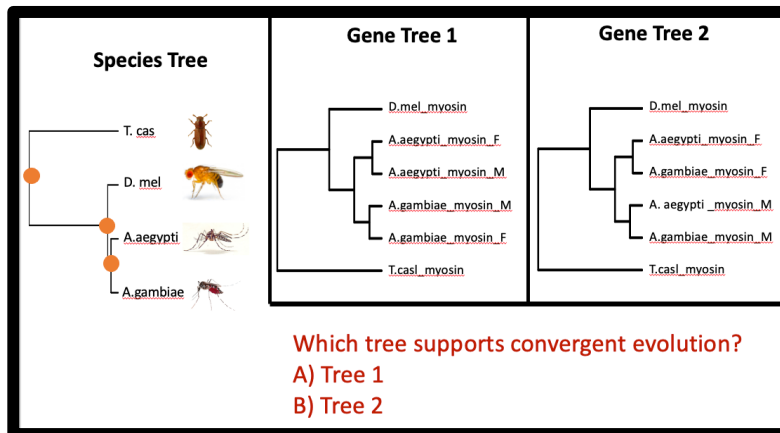 Species Tree
T. cas
D. mel
A.aegypti
A.gambiae
Gene Tree 1
D.mel_myosin
A.aegypti_myosin_F
A.aegypti_myosin_M
A.gambiae_myosin_M
A.gambiae_myosin_F
T.casl_myosin
Gene Tree 2
D.mel_myosin
A.aegypti_myosin_F
A.gambiae_myosin_F
A. aegypti _myosin_M
A.gambiae_myosin_M
T.casl_myosin
Which tree supports convergent evolution?
A) Tree 1
B) Tree 2